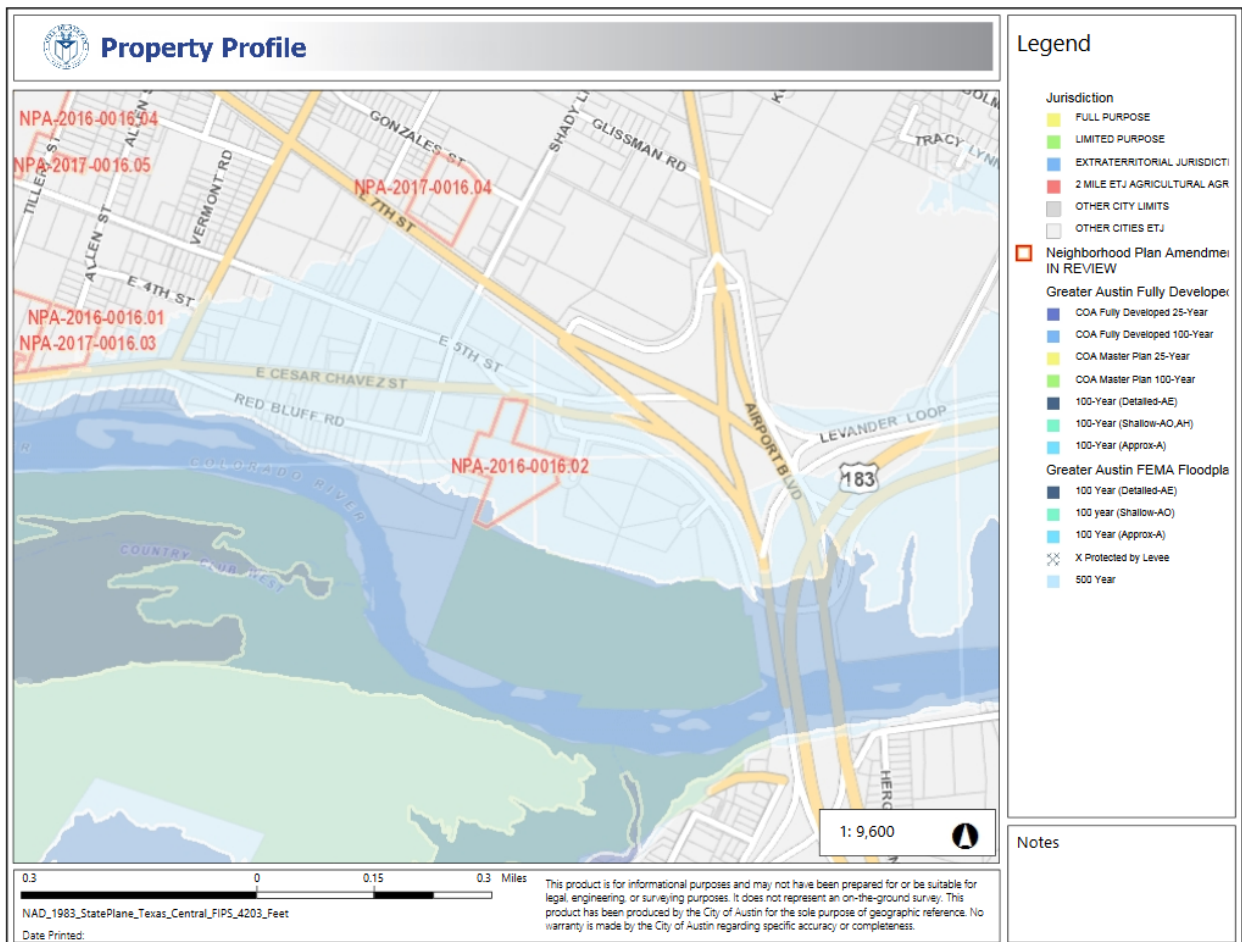 Property Profile
NPA-2016-0016.04
NPA-2017-0016.05
TILLERY ST
ALLEN ST
ALLEN S
VERMONT RD
GONZALES ST
NPA-2017-0016.04
E 7TH ST
SHADY L
GLISSMAN RD
TRACY LYNN
E 4TH ST
NPA-2016-0016.01
NPA-2017-0016.03
E 5TH ST
E CESAR CHAVEZ ST
RED BLUFF RD
COLORADO RIVER
NPA-2016-0016.02
AIRPORT BLVD
LEVANDER LOOP
183
COUNTRY CLUB WEST
1: 9,600
Legend
Jurisdiction
FULL PURPOSE
LIMITED PURPOSE
EXTRATERRITORIAL JURISDICTI
2 MILE ETJ AGRICULTURAL AGR
OTHER CITY LIMITS
OTHER CITIES ETJ
Neighborhood Plan Amendme
IN REVIEW
Greater Austin Fully Developed
COA Fully Developed 25-Year
COA Fully Developed 100-Year
COA Master Plan 25-Year
COA Master Plan 100-Year
100-Year (Detailed-AE)
100-Year (Shallow-AO,AH)
100-Year (Approx-A)
Greater Austin FEMA Floodpla
100 Year (Detailed-AE)
100 year (Shallow-AO)
100 Year (Approx-A)
X Protected by Levee
500 Year
Notes
0.3 0 0.15 0.3 Miles
NAD_1983_StatePlane_Texas_Central_FIPS_4203_Feet
Date Printed:
This product is for informational purposes and may not have been prepared for or be suitable for
legal, engineering, or surveying purposes. It does not represent an on-the-ground survey. This
product has been produced by the City of Austin for the sole purpose of geographic reference. No
warranty is made by the City of Austin regarding specific accuracy or completeness.